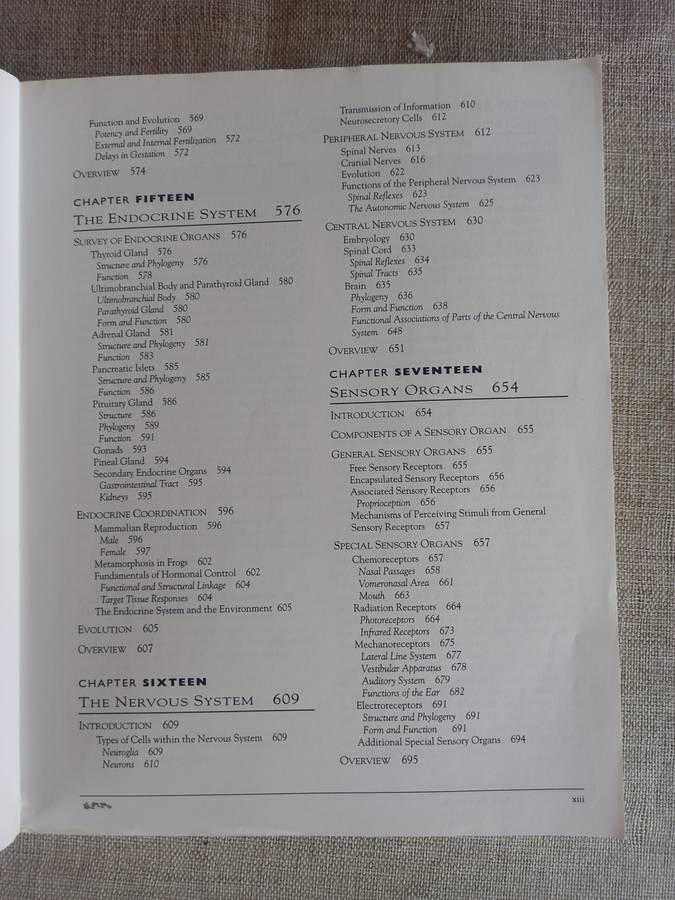 Function and Evolution 569
Potency and Fertility 569
External and Internal Fertilization 572
Delays in Gestation 572
OVERVIEW 574
CHAPTER FIFTEEN
THE ENDOCRINE SYSTEM 576
SURVEY OF ENDOCRINE ORGANS 576
Thyroid Gland 576
Structure and Phylogeny 576
Function 578
Ultimobranchial Body and Parathyroid Gland 580
Ultimobranchial Body 580
Parathyroid Gland 580
Form and Function 580
Adrenal Gland 581
Structure and Phylogeny 581
Function 583
Pancreatic Islets 585
Structure and Phylogeny 585
Function 586
Pituitary Gland 586
Structure 586
Phylogeny 589
Function 591
Gonads 593
Pineal Gland 594
Secondary Endocrine Organs 594
Gastrointestinal Tract 595
Kidneys 595
ENDOCRINE COORDINATION 596
Mammalian Reproduction 596
Male 596
Female 597
Metamorphosis in Frogs 602
Fundamentals of Hormonal Control 602
Functional and Structural Linkage 604
Target Tissue Responses 604
The Endocrine System and the Environment 605
EVOLUTION 605
OVERVIEW 607
CHAPTER SIXTEEN
THE NERVOUS SYSTEM 609
INTRODUCTION 609
Types of Cells within the Nervous System 609
Neuroglia 609
Neurons 610
Transmission of Information 610
Neurosecretory Cells 612
PERIPHERAL NERVOUS SYSTEM 612
Spinal Nerves 613
Cranial Nerves 616
Evolution 622
Functions of the Peripheral Nervous System 623
Spinal Reflexes 623
The Autonomic Nervous System 625
CENTRAL NERVOUS SYSTEM 630
Embryology 630
Spinal Cord 633
Spinal Reflexes 634
Spinal Tracts 635
Brain 635
Phylogeny 636
Form and Function 638
Functional Associations of Parts of the Central Nervous
System 648
OVERVIEW 651
CHAPTER SEVENTEEN
SENSORY ORGANS 654
INTRODUCTION 654
COMPONENTS OF A SENSORY ORGAN 655
GENERAL SENSORY ORGANS 655
Free Sensory Receptors 655
Encapsulated Sensory Receptors 656
Associated Sensory Receptors 656
Proprioception 656
Mechanisms of Perceiving Stimuli from General
Sensory Receptors 657
SPECIAL SENSORY ORGANS 657
Chemoreceptors 657
Nasal Passages 658
Vomeronasal Area 661
Mouth 663
Radiation Receptors 664
Photoreceptors 664
Infrared Receptors 673
Mechanoreceptors 675
Lateral Line System 677
Vestibular Apparatus 678
Auditory System 679
Functions of the Ear 682
Electroreceptors 691
Structure and Phylogeny 691
Form and Function 691
Additional Special Sensory Organs 694
OVERVIEW 695
xiii